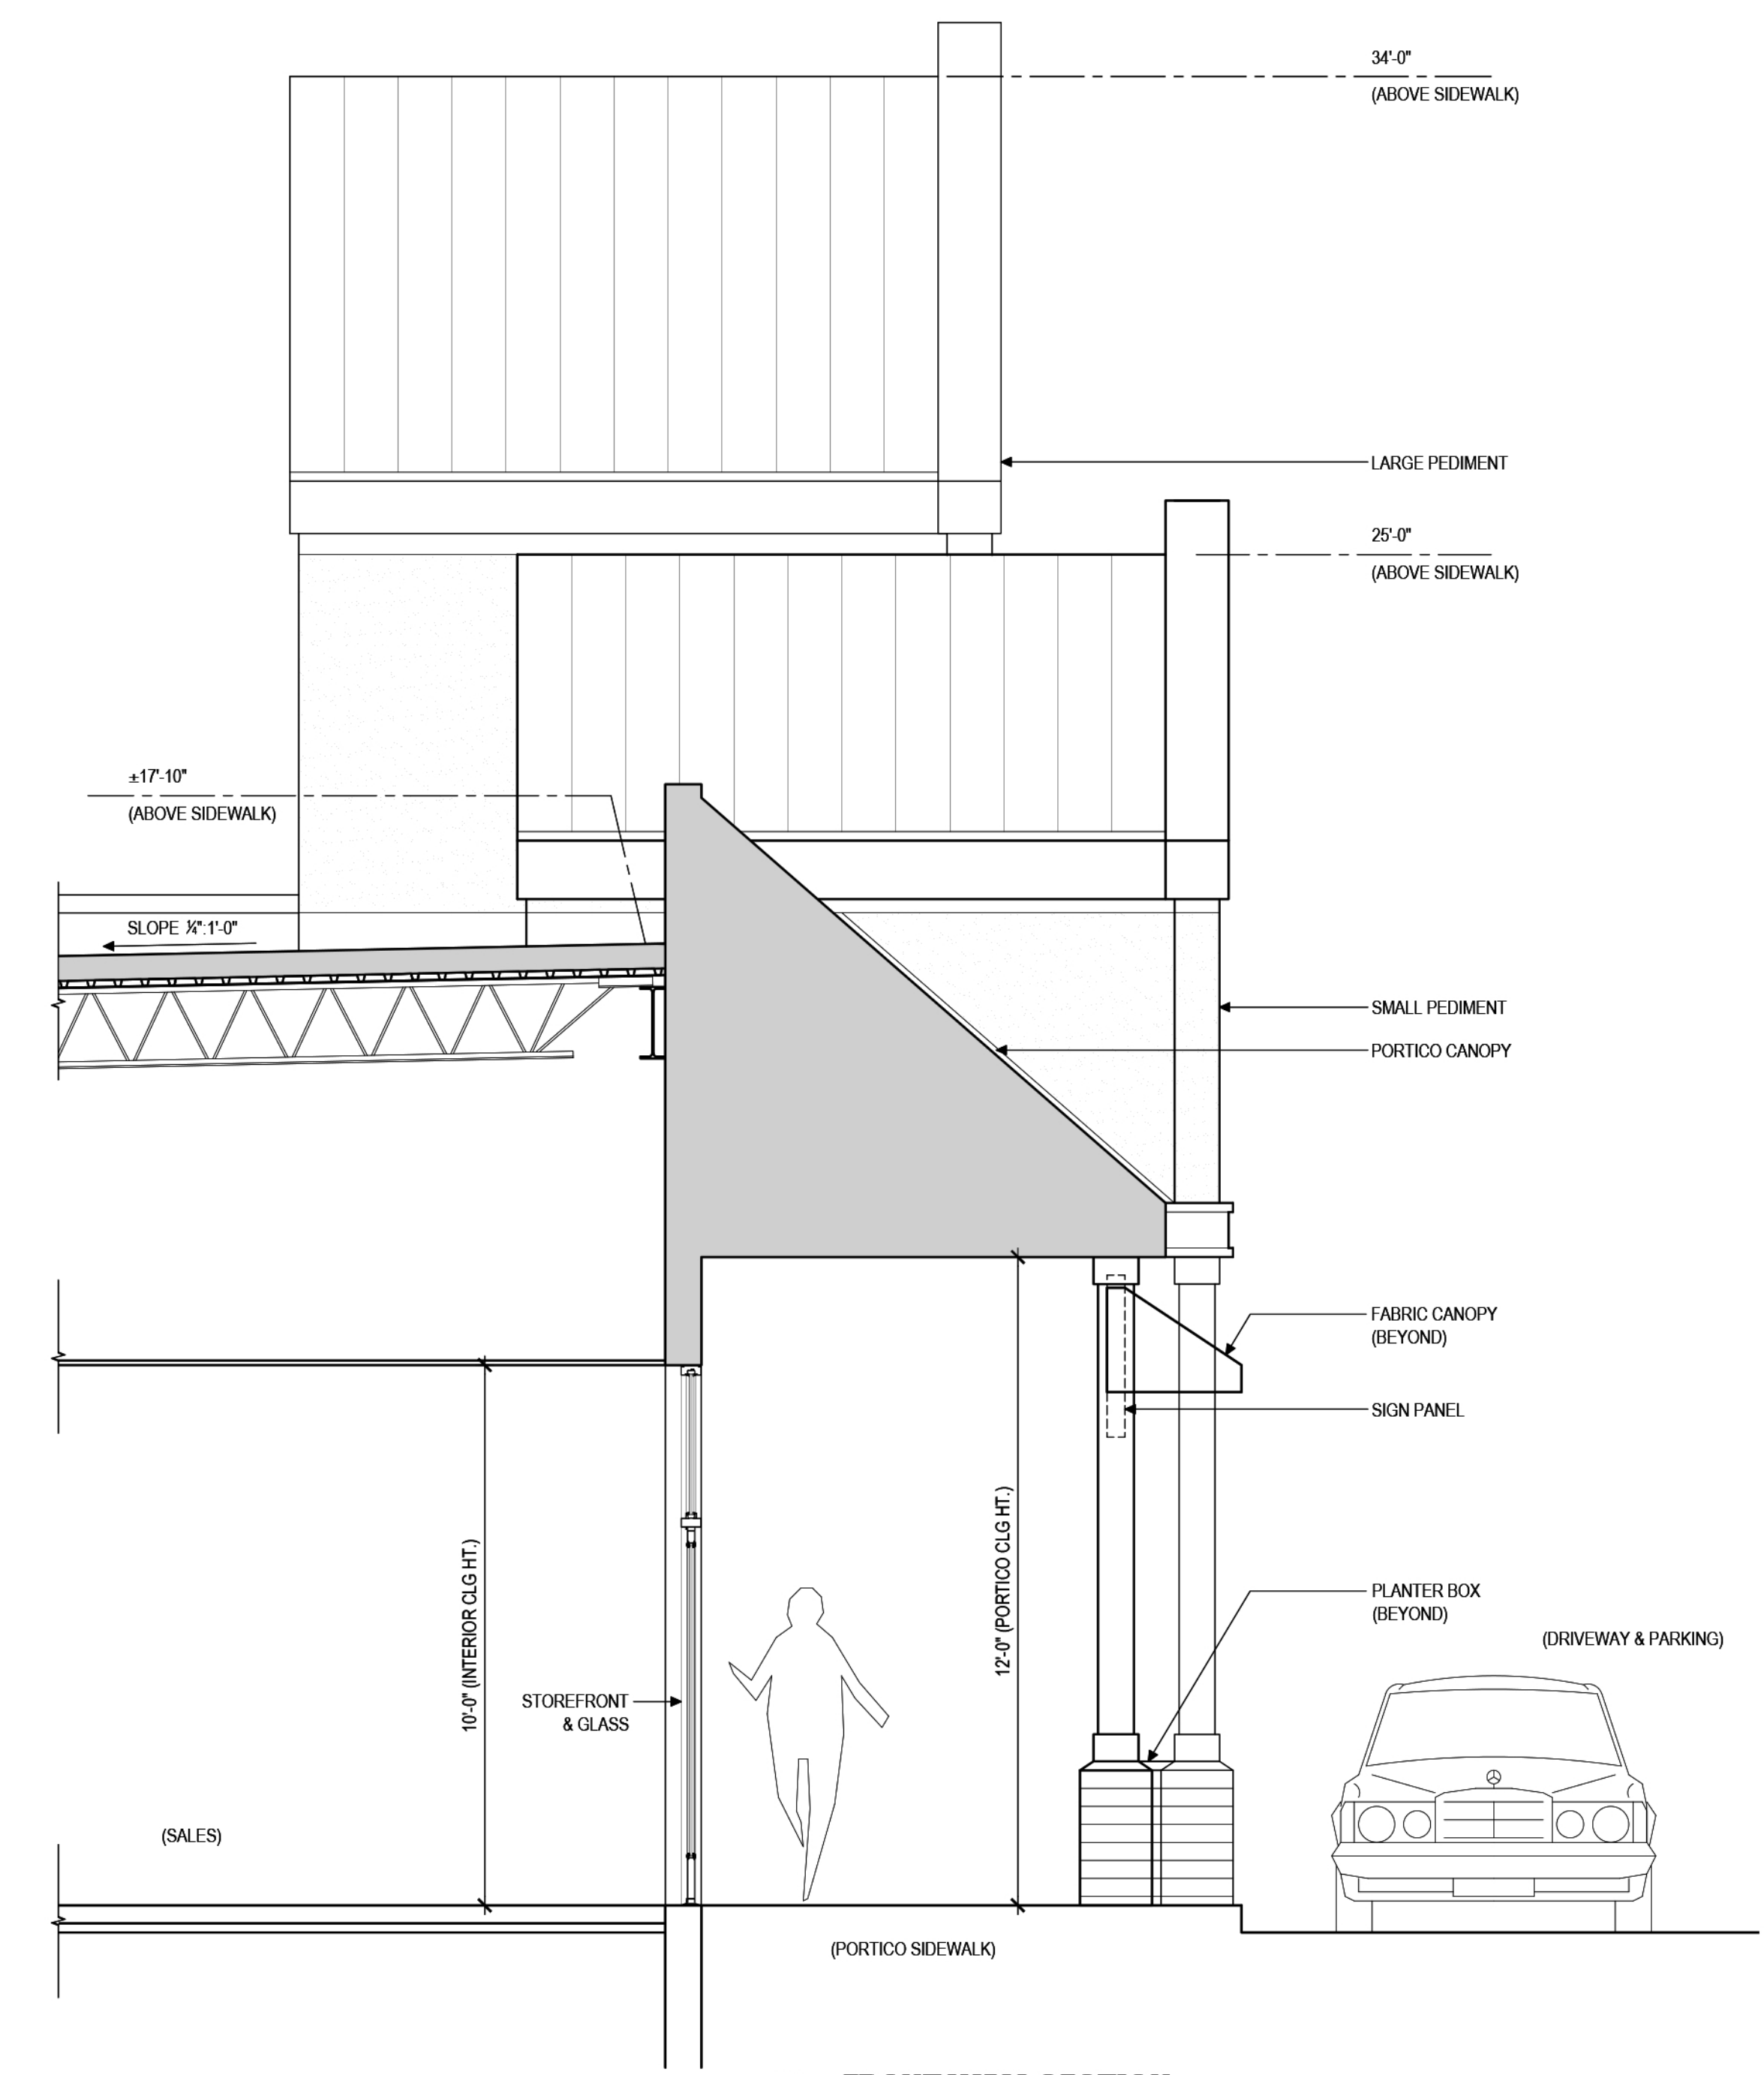 34'-0"
(ABOVE SIDEWALK)
LARGE PEDIMENT
25'-0"
(ABOVE SIDEWALK)
±17'-10"
(ABOVE SIDEWALK)
SLOPE ¼":1'-0"
SMALL PEDIMENT
PORTICO CANOPY
FABRIC CANOPY
(BEYOND)
SIGN PANEL
10'-0" (INTERIOR CLG HT.)
12'-0" (PORTICO CLG HT.)
PLANTER BOX
(BEYOND)
(DRIVEWAY & PARKING)
STOREFRONT
& GLASS
(SALES)
(PORTICO SIDEWALK)